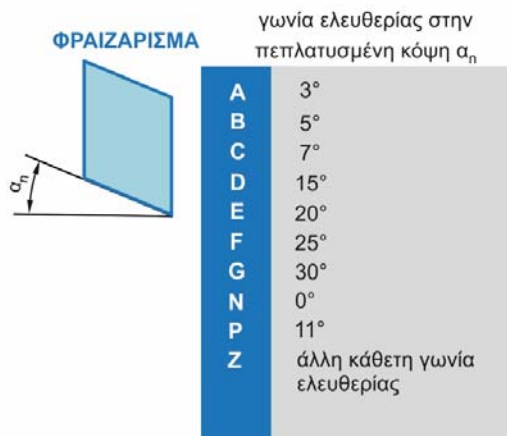 ΦΡΑΙΖΑΡΙΣΜΑ
γωνία ελευθερίας στην
πεπλατυσμένη κόψη αn
αn
A 3°
B 5°
C 7°
D 15°
E 20°
F 25°
G 30°
N 0°
P 11°
Z άλλη κάθετη γωνία
ελευθερίας